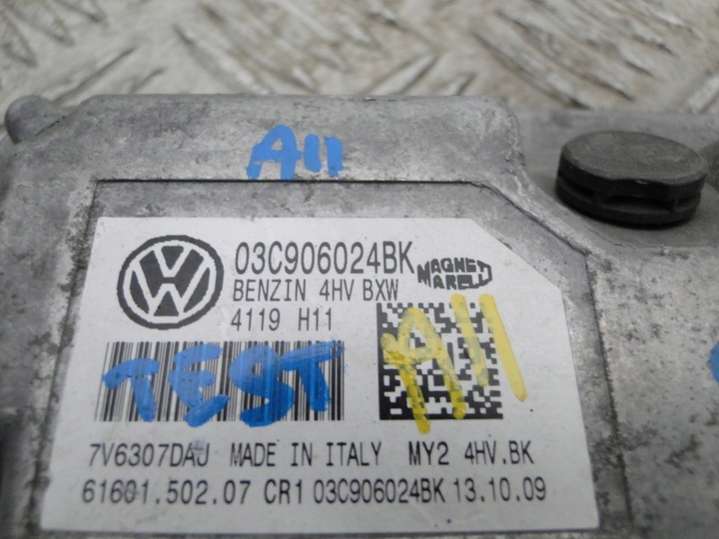 A11
03C906024BK
MAGNETI MARELLI
BENZIN 4HV BXW
4119 H11
TEST
A11
7V6307DAJ MADE IN ITALY MY2 4HV.BK
61601.502.07 CR1 03C906024BK 13.10.09